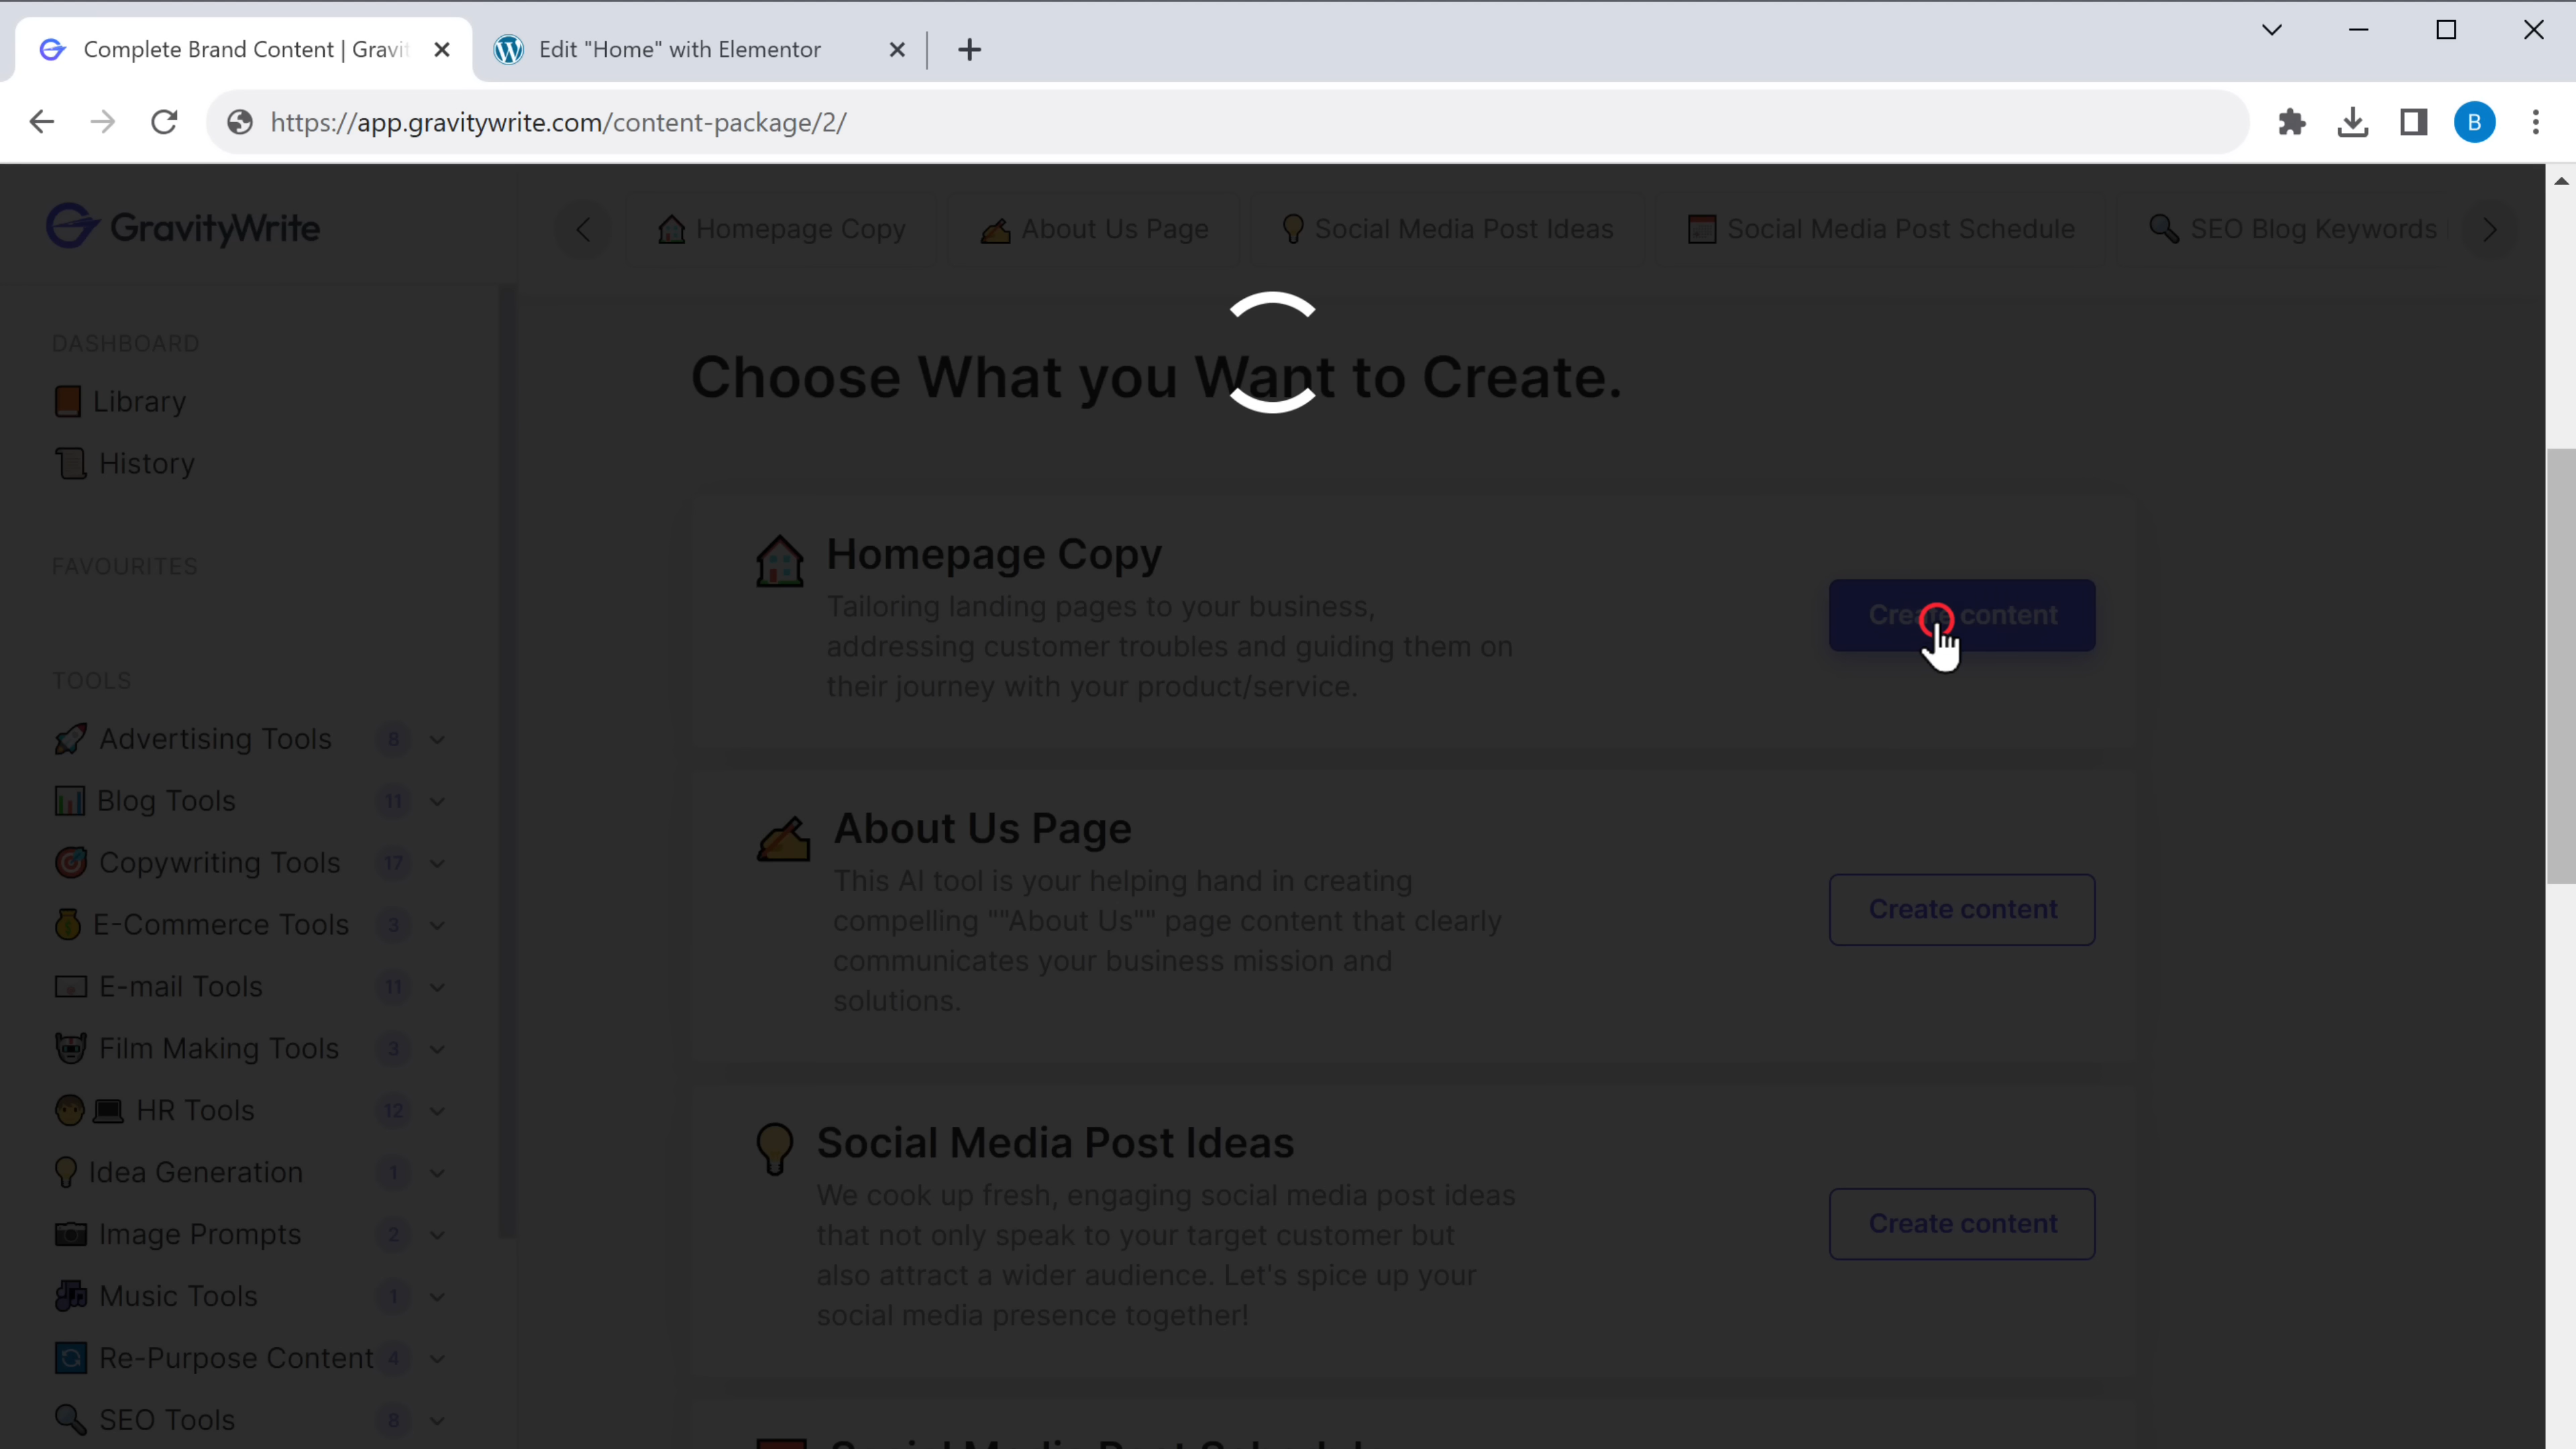 Complete Brand Content | Gravit
Edit "Home" with Elementor
https://app.gravitywrite.com/content-package/2/
B
GravityWrite
Homepage Copy
About Us Page
Social Media Post Ideas
Social Media Post Schedule
SEO Blog Keywords
DASHBOARD
Library
History
FAVOURITES
TOOLS
Advertising Tools 8
Blog Tools 11
Copywriting Tools 17
E-Commerce Tools 3
E-mail Tools 11
Film Making Tools 3
HR Tools 12
Idea Generation 1
Image Prompts 2
Music Tools 1
Re-Purpose Content 4
SEO Tools 8
Choose What you Want to Create.
Homepage Copy
Tailoring landing pages to your business,
addressing customer troubles and guiding them on
their journey with your product/service.
Create content
About Us Page
This AI tool is your helping hand in creating
compelling ""About Us"" page content that clearly
communicates your business mission and
solutions.
Create content
Social Media Post Ideas
We cook up fresh, engaging social media post ideas
that not only speak to your target customer but
also attract a wider audience. Let's spice up your
social media presence together!
Create content